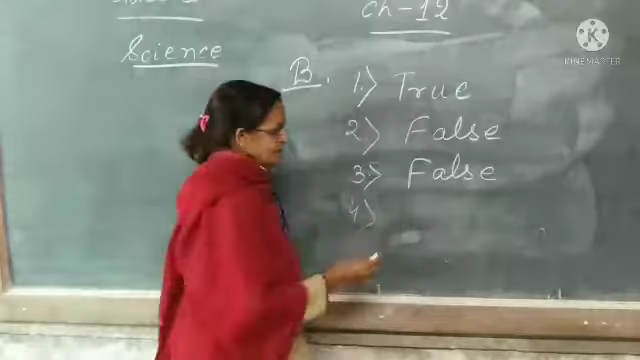 Ch-12
Science
B. 1.) True
2.) False
3.) False
4.)
KINEMASTER